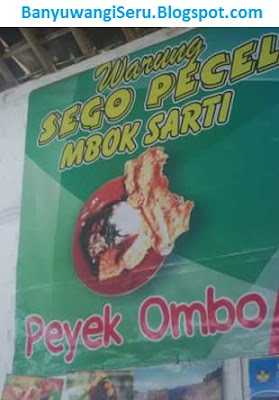 BanyuwangiSeru.Blogspot.com
Warung
SEGO PECEL
MBOK SARTI
Peyek Ombo